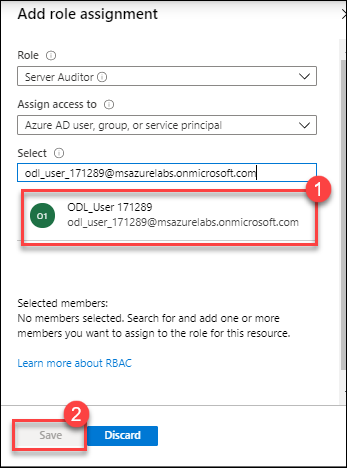 Add role assignment
Role
Server Auditor
Assign access to
Azure AD user, group, or service principal
Select
odl_user_171289@msazurelabs.onmicrosoft.com
1
O1
ODL_User 171289
odl_user_171289@msazurelabs.onmicrosoft.com
Selected members:
No members selected. Search for and add one or more
members you want to assign to the role for this resource.
Learn more about RBAC
2
Save
Discard